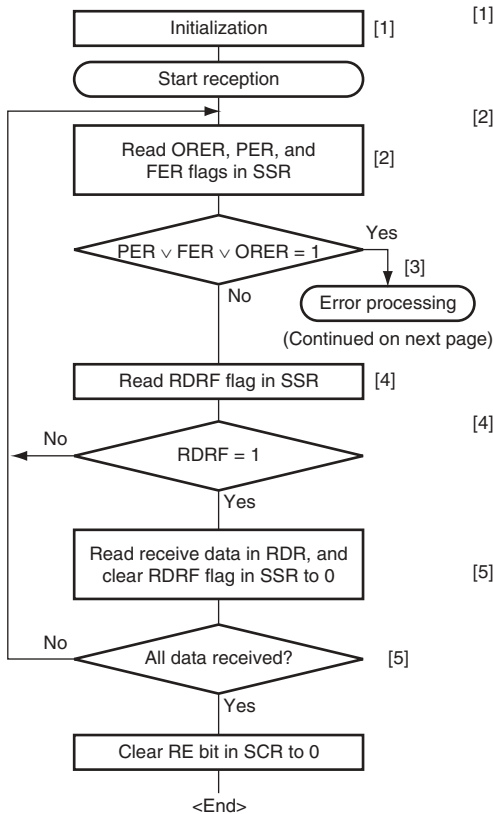 Initialization [1] [1]
Start reception
[2]
Read ORER, PER, and
FER flags in SSR
[2]
PER ∨ FER ∨ ORER = 1
Yes
[3]
No
Error processing
(Continued on next page)
Read RDRF flag in SSR [4]
[4]
No
RDRF = 1
Yes
Read receive data in RDR, and
clear RDRF flag in SSR to 0
[5]
No
All data received? [5]
Yes
Clear RE bit in SCR to 0
<End>